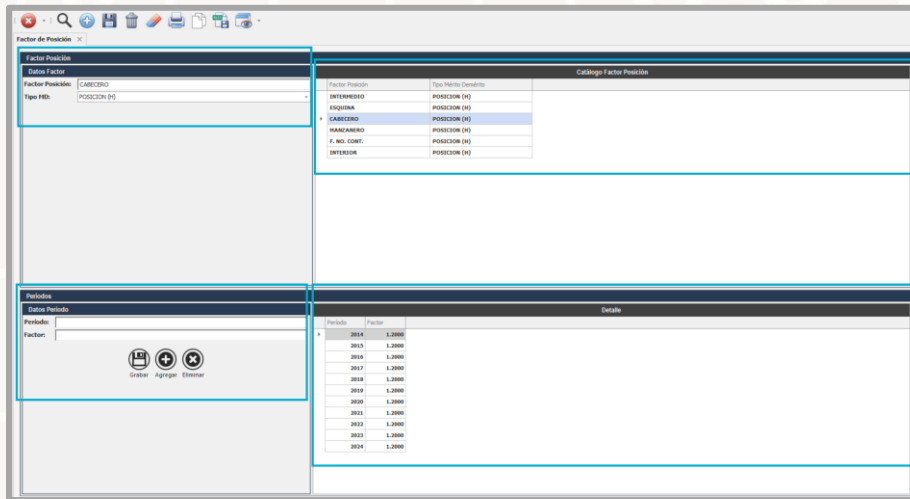 Factor de Posición
Factor Posición
Datos Factor
Factor Posición: CABECERO
Tipo MD: POSICION (H)
Catálogo Factor Posición
Factor Posición Tipo Mérito Demérito
INTERMEDIO POSICION (H)
ESQUINA POSICION (H)
CABECERO POSICION (H)
MANZANERO POSICION (H)
F. NO. CONT. POSICION (H)
INTERIOR POSICION (H)
Periodos
Datos Periodo
Periodo:
Factor:
Grabar Agregar Eliminar
Detalle
Periodo Factor
2014 1.2000
2015 1.2000
2016 1.2000
2017 1.2000
2018 1.2000
2019 1.2000
2020 1.2000
2021 1.2000
2022 1.2000
2023 1.2000
2024 1.2000